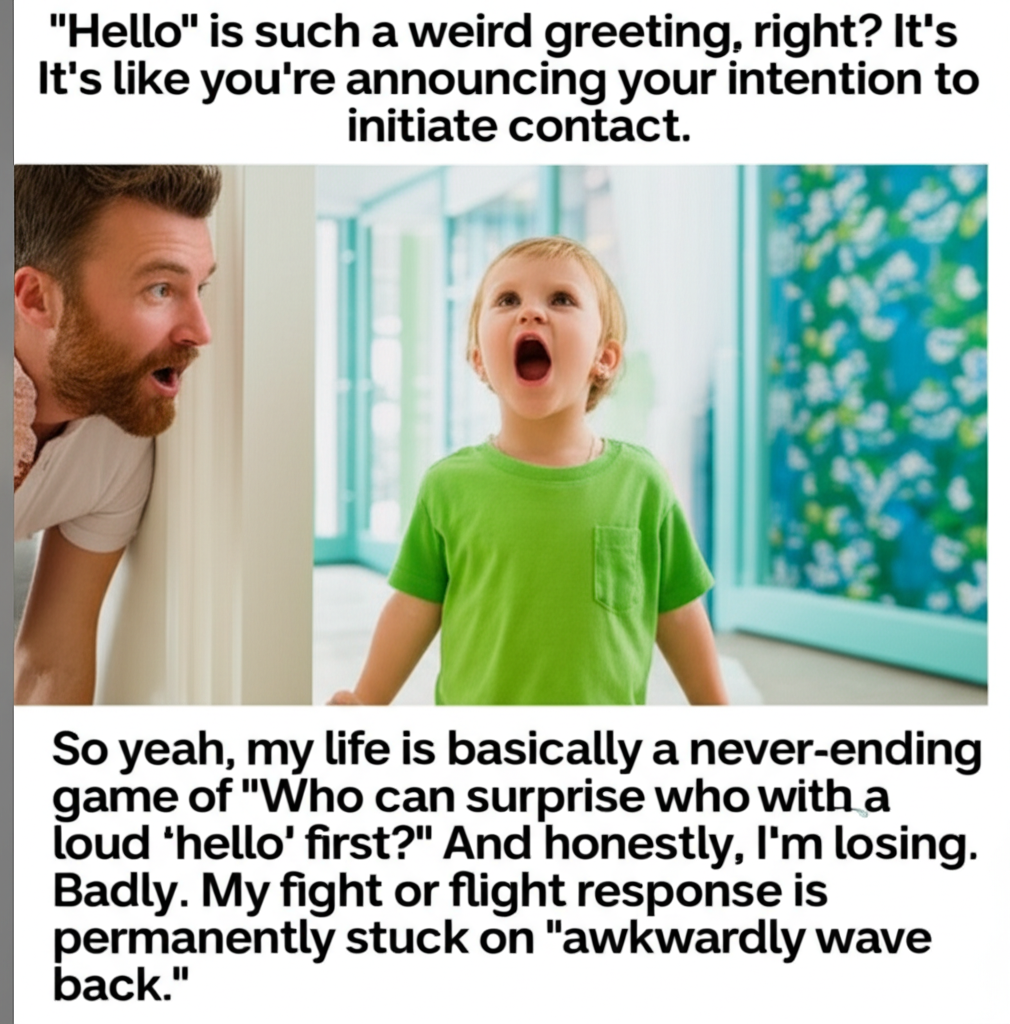 "Hello" is such a weird greeting, right? It's
It's like you're announcing your intention to
initiate contact.
So yeah, my life is basically a never-ending
game of "Who can surprise who with a
loud ‘hello' first?" And honestly, I'm losing.
Badly. My fight or flight response is
permanently stuck on "awkwardly wave
back."